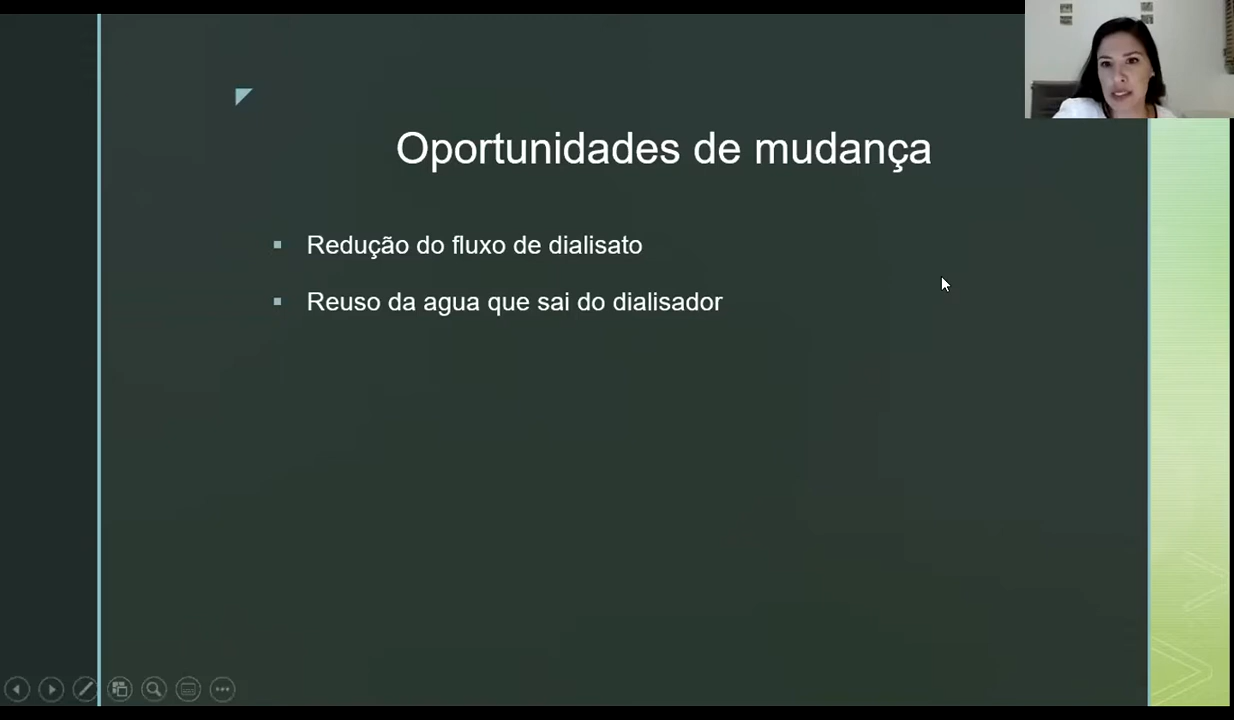 Oportunidades de mudança
Redução do fluxo de dialisato
Reuso da agua que sai do dialisador